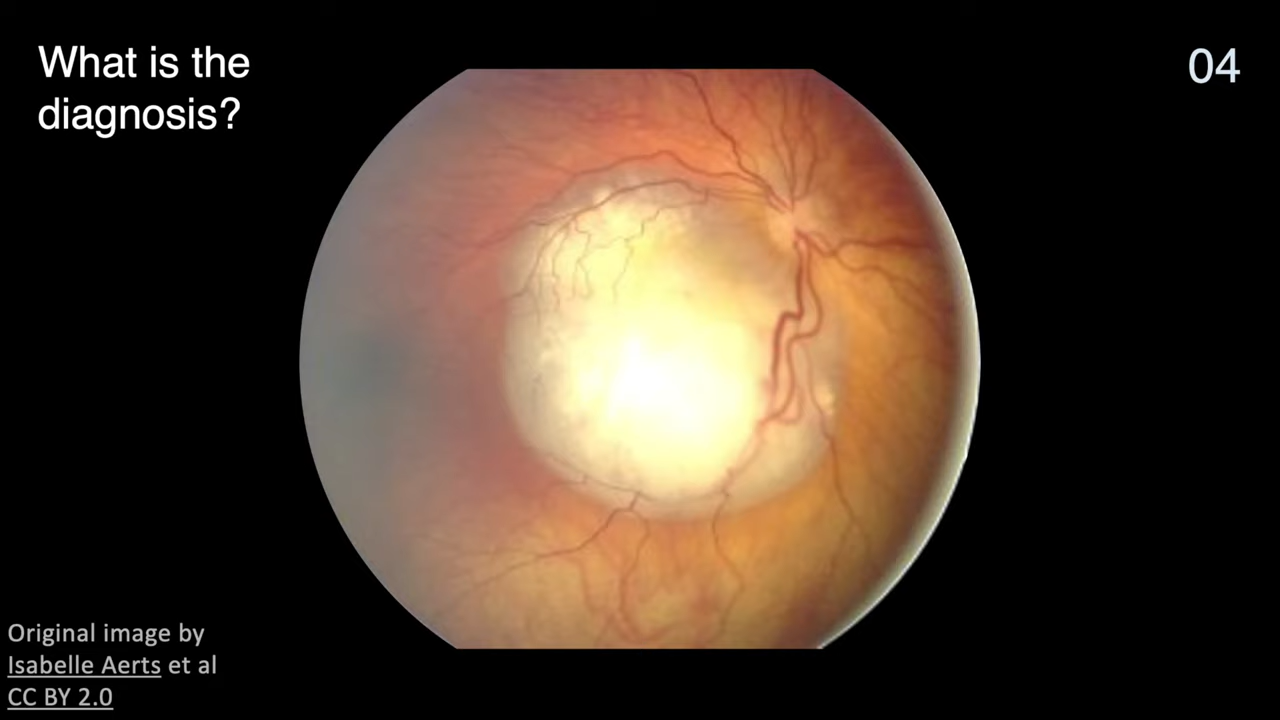 What is the
diagnosis?
04
Original image by
Isabelle Aerts et al
CC BY 2.0